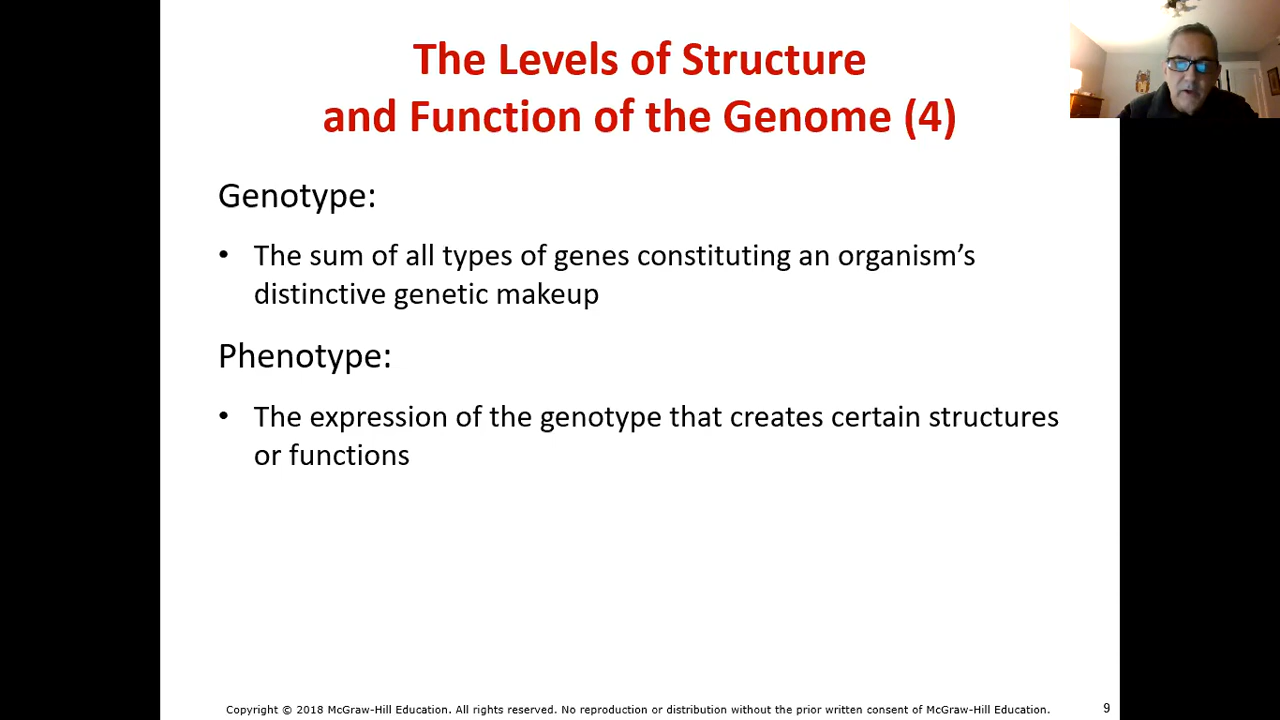 The Levels of Structure
and Function of the Genome (4)
Genotype:
• The sum of all types of genes constituting an organism’s
distinctive genetic makeup
Phenotype:
• The expression of the genotype that creates certain structures
or functions
Copyright © 2018 McGraw-Hill Education. All rights reserved. No reproduction or distribution without the prior written consent of McGraw-Hill Education.
9